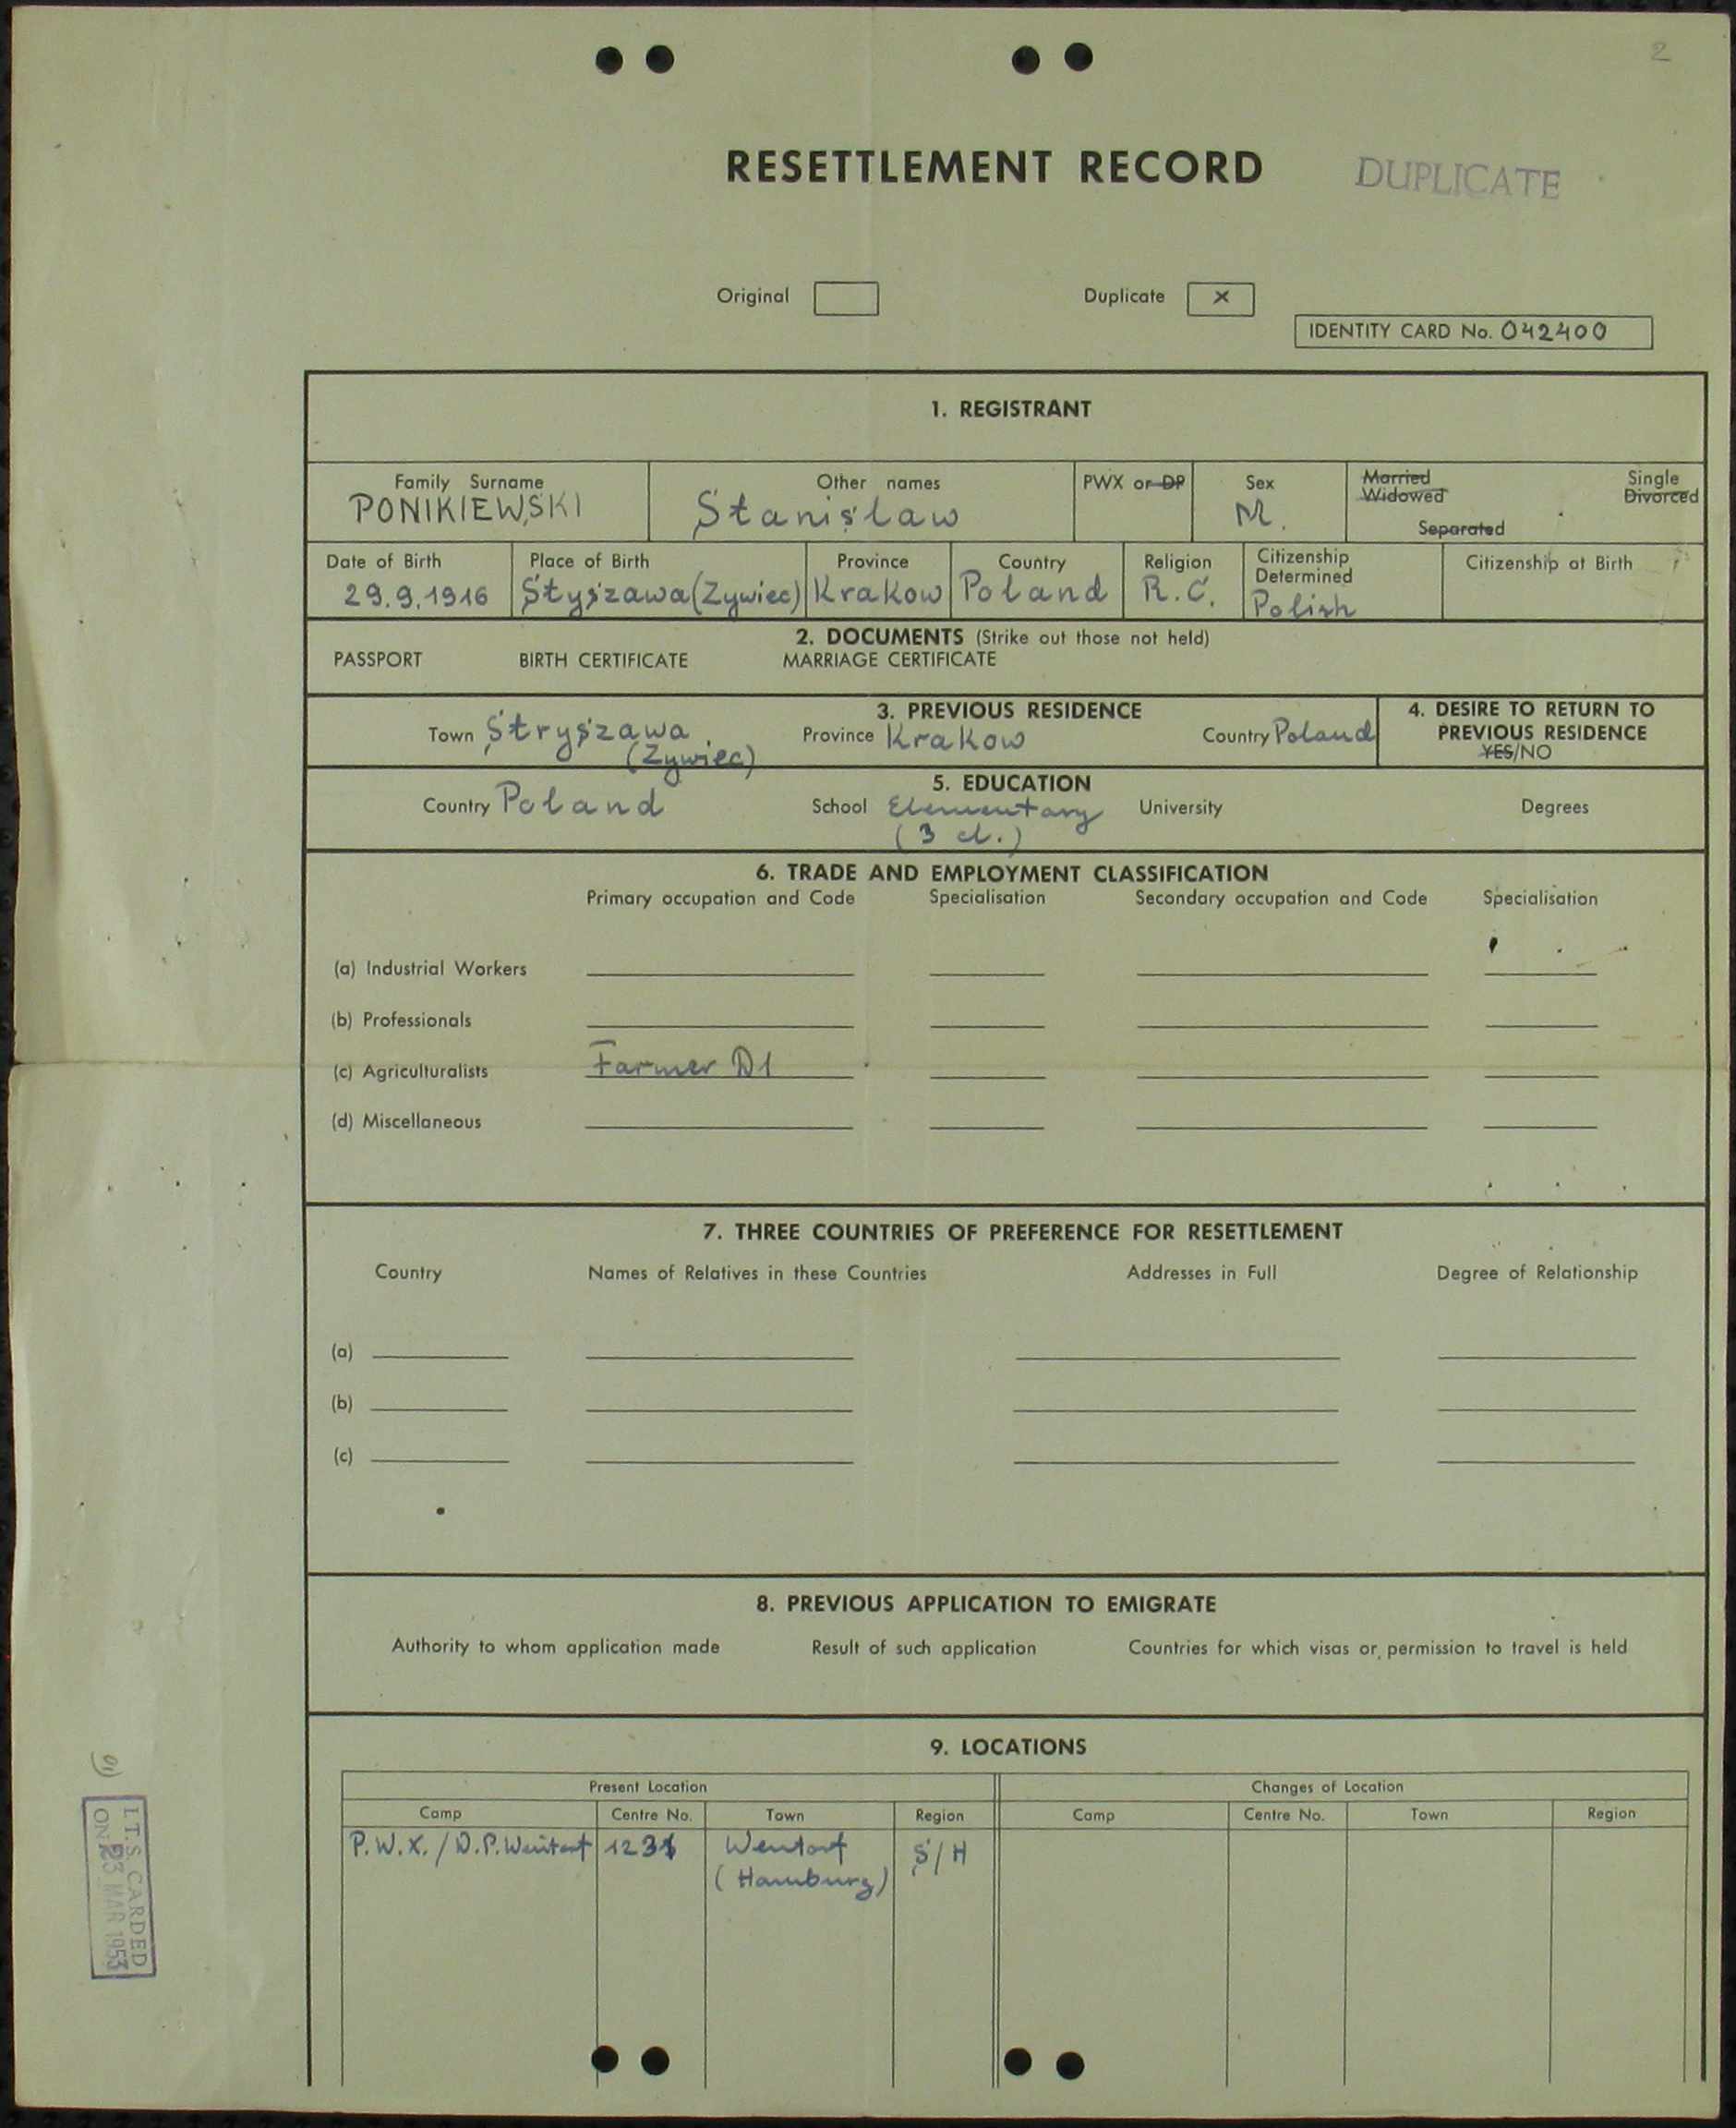 2
RESETTLEMENT RECORD DUPLICATE
Original Duplicate x
IDENTITY CARD No. 042400
1. REGISTRANT
Family Surname Other names PWX or DP Sex Married Single
Widowed Divorced
PONIKIEWSKI Stanislaw M. Separated
Date of Birth Place of Birth Province Country Religion Citizenship Determined Citizenship at Birth
29.9.1916 Styszawa (Zywiec) Krakow Poland R.C. Polish
2. DOCUMENTS (Strike out those not held)
PASSPORT BIRTH CERTIFICATE MARRIAGE CERTIFICATE
3. PREVIOUS RESIDENCE
Town Stryszawa (Zywiec) Province Krakow Country Poland
4. DESIRE TO RETURN TO
PREVIOUS RESIDENCE
YES/NO
5. EDUCATION
Country Poland School Elementary University Degrees
(3 cl.)
6. TRADE AND EMPLOYMENT CLASSIFICATION
Primary occupation and Code Specialisation Secondary occupation and Code Specialisation
(a) Industrial Workers
(b) Professionals
(c) Agriculturalists Farmer D1
(d) Miscellaneous
7. THREE COUNTRIES OF PREFERENCE FOR RESETTLEMENT
Country Names of Relatives in these Countries Addresses in Full Degree of Relationship
(a)
(b)
(c)
8. PREVIOUS APPLICATION TO EMIGRATE
Authority to whom application made Result of such application Countries for which visas or permission to travel is held
9. LOCATIONS
Present Location Changes of Location
Camp Centre No. Town Region Camp Centre No. Town Region
P.W.X./D.P. Wentorf Wentorf S/H
(Hamburg)
I.T.S. CARDED
ON 23 MAR 1953